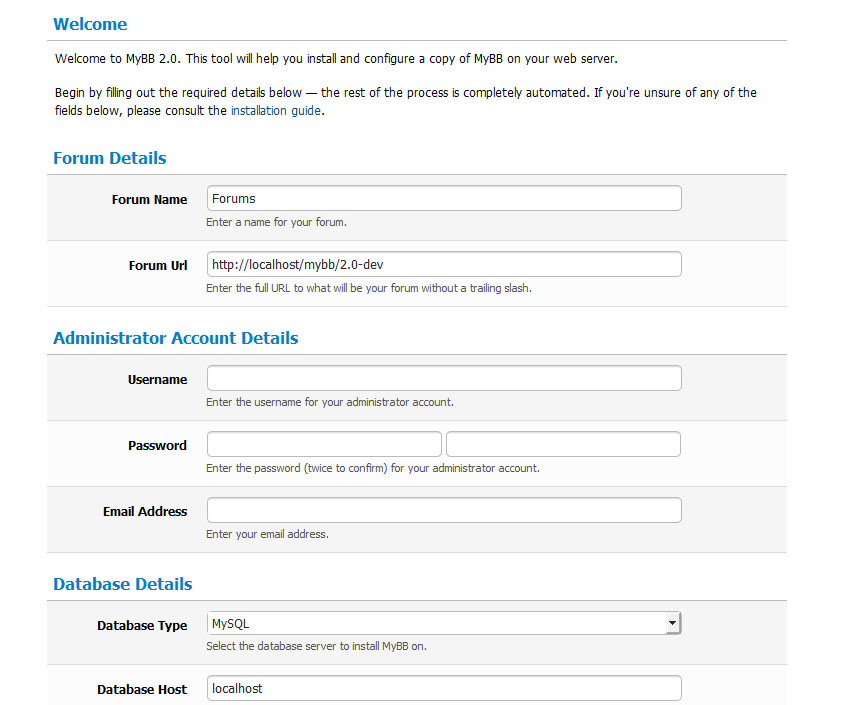 Welcome
Welcome to MyBB 2.0. This tool will help you install and configure a copy of MyBB on your web server.
Begin by filling out the required details below — the rest of the process is completely automated. If you're unsure of any of the
fields below, please consult the installation guide.
Forum Details
Forum Name
Forums
Enter a name for your forum.
Forum Url
http://localhost/mybb/2.0-dev
Enter the full URL to what will be your forum without a trailing slash.
Administrator Account Details
Username
Enter the username for your administrator account.
Password
Enter the password (twice to confirm) for your administrator account.
Email Address
Enter your email address.
Database Details
Database Type
MySQL
Select the database server to install MyBB on.
Database Host
localhost